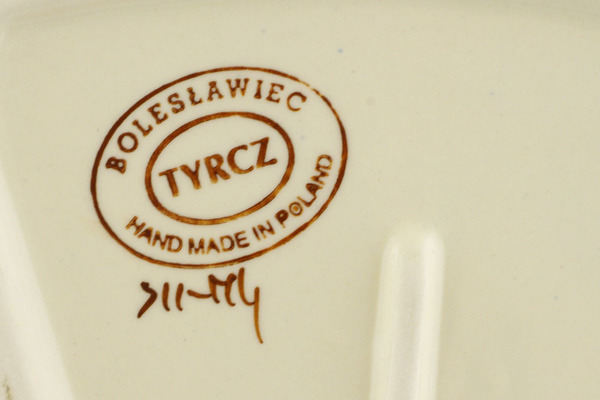 BOLESŁAWIEC
TYRCZ
HAND MADE IN POLAND